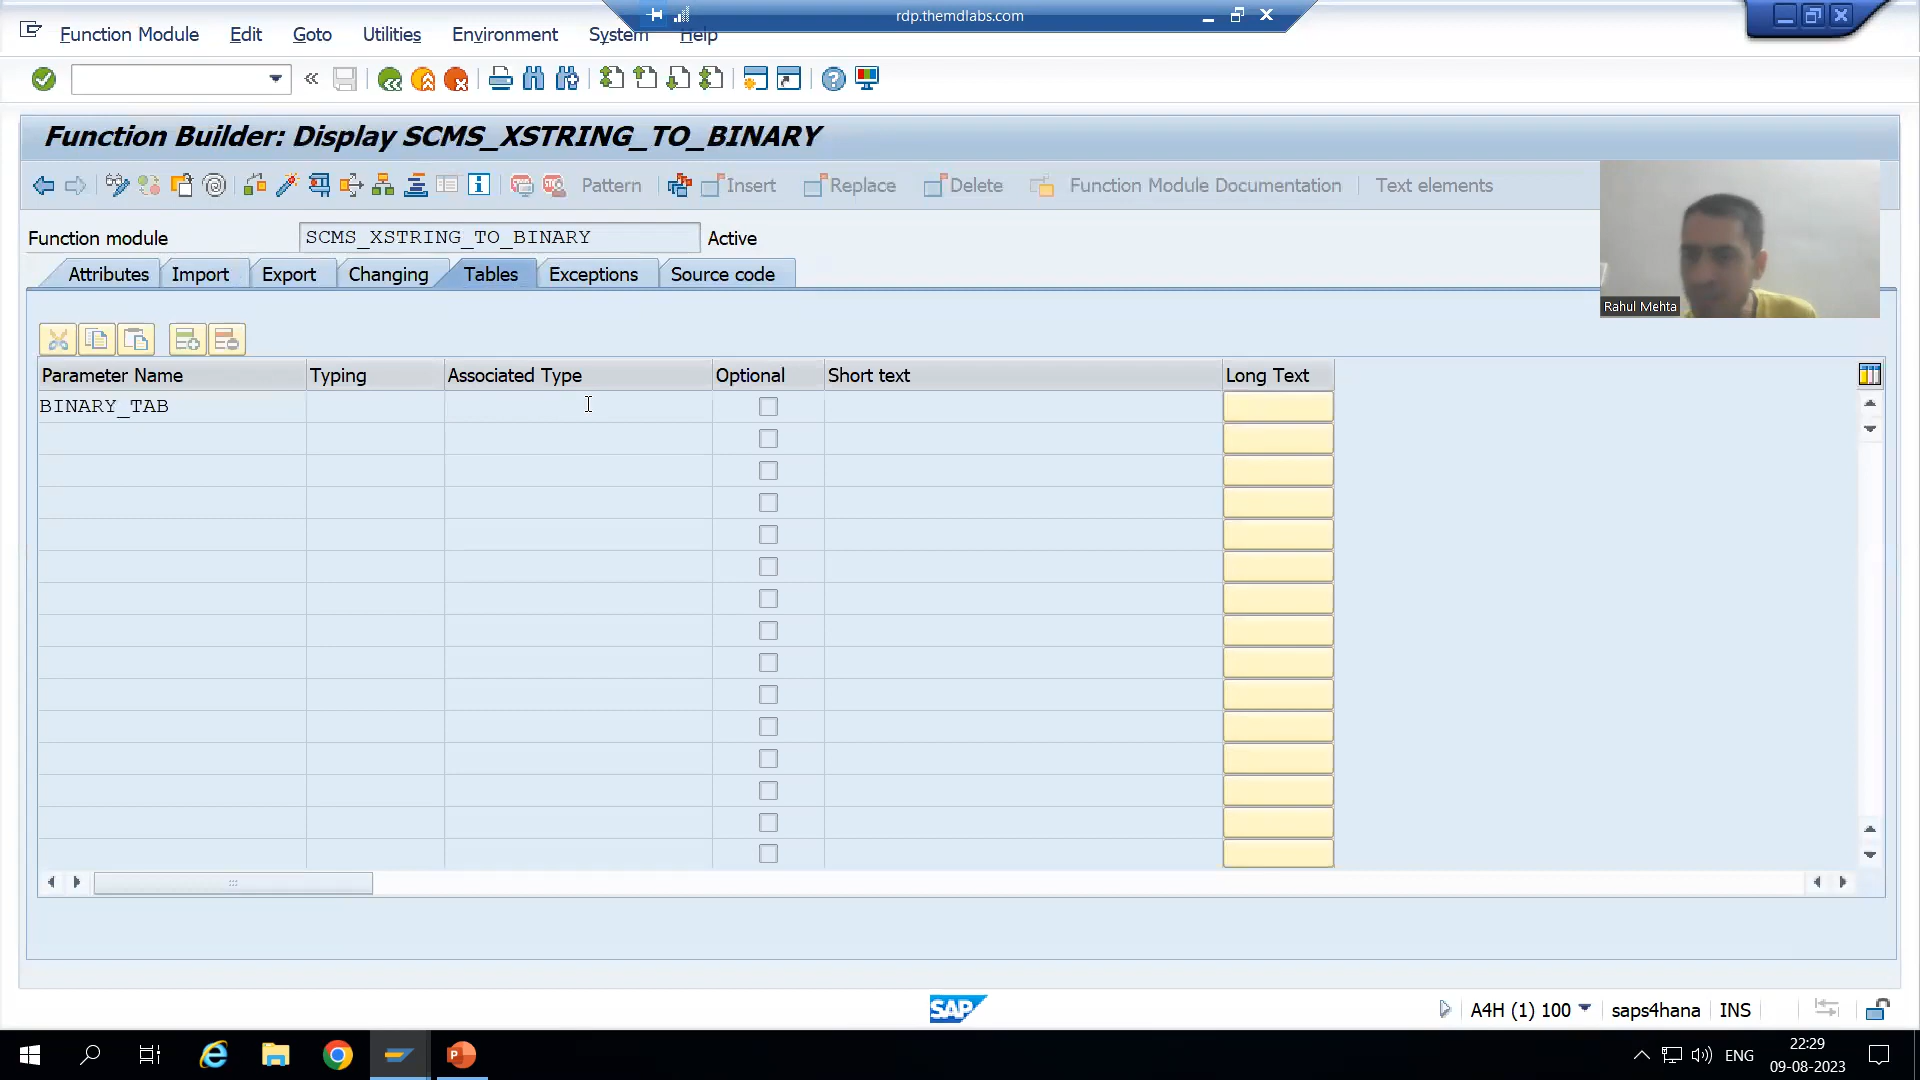 rdp.themdlabs.com
Function Module Edit Goto Utilities Environment System Help
Function Builder: Display SCMS_XSTRING_TO_BINARY
Pattern Insert Replace Delete Function Module Documentation Text elements
Function module SCMS_XSTRING_TO_BINARY Active
Attributes Import Export Changing Tables Exceptions Source code
Rahul Mehta
Parameter Name Typing Associated Type Optional Short text Long Text
BINARY_TAB
SAP
A4H (1) 100 saps4hana INS
ENG
22:29
09-08-2023